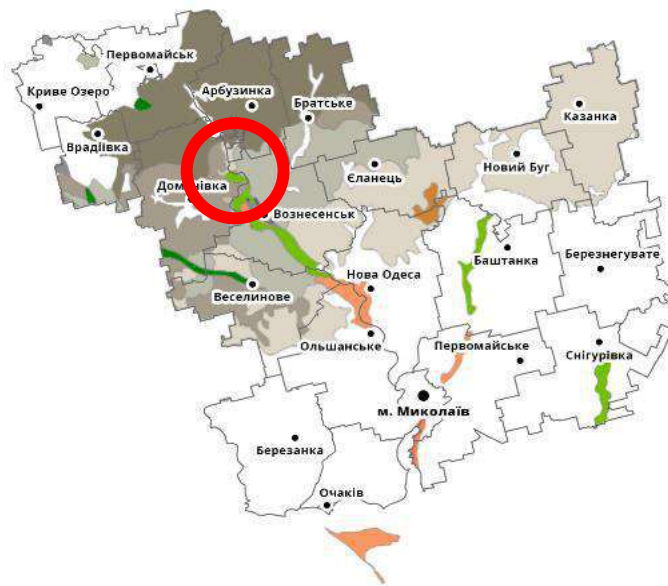 Первомайськ
Криве Озеро
Арбузинка
Братське
Казанка
Врадіївка
Доманівка
Єланець
Новий Буг
Вознесенськ
Баштанка
Березнегувате
Нова Одеса
Веселинове
Ольшанське
Первомайське
Снігурівка
м. Миколаїв
Березанка
Очаків